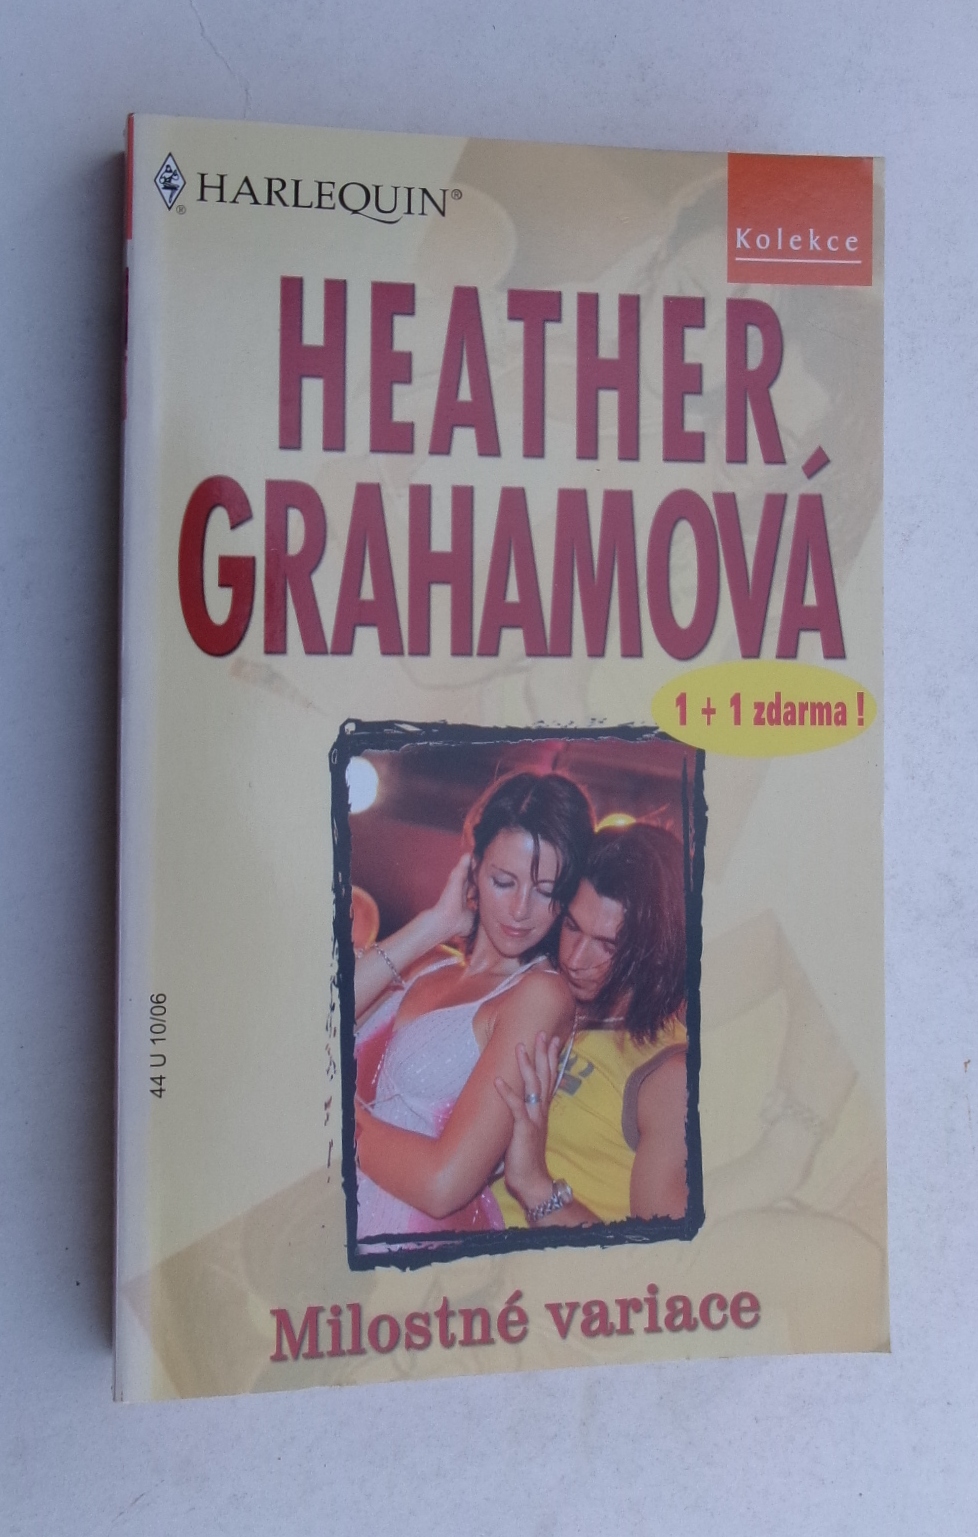 HARLEQUIN®
®
Kolekce
HEATHER
GRAHAMOVÁ
1 + 1 zdarma !
44 U 10/06
Milostné variace